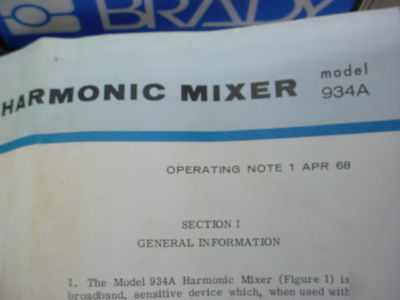 BRADY
HARMONIC MIXER model 934A
OPERATING NOTE 1 APR 68
SECTION I
GENERAL INFORMATION
1. The Model 934A Harmonic Mixer (Figure 1) is
broadband, sensitive device which, when used with